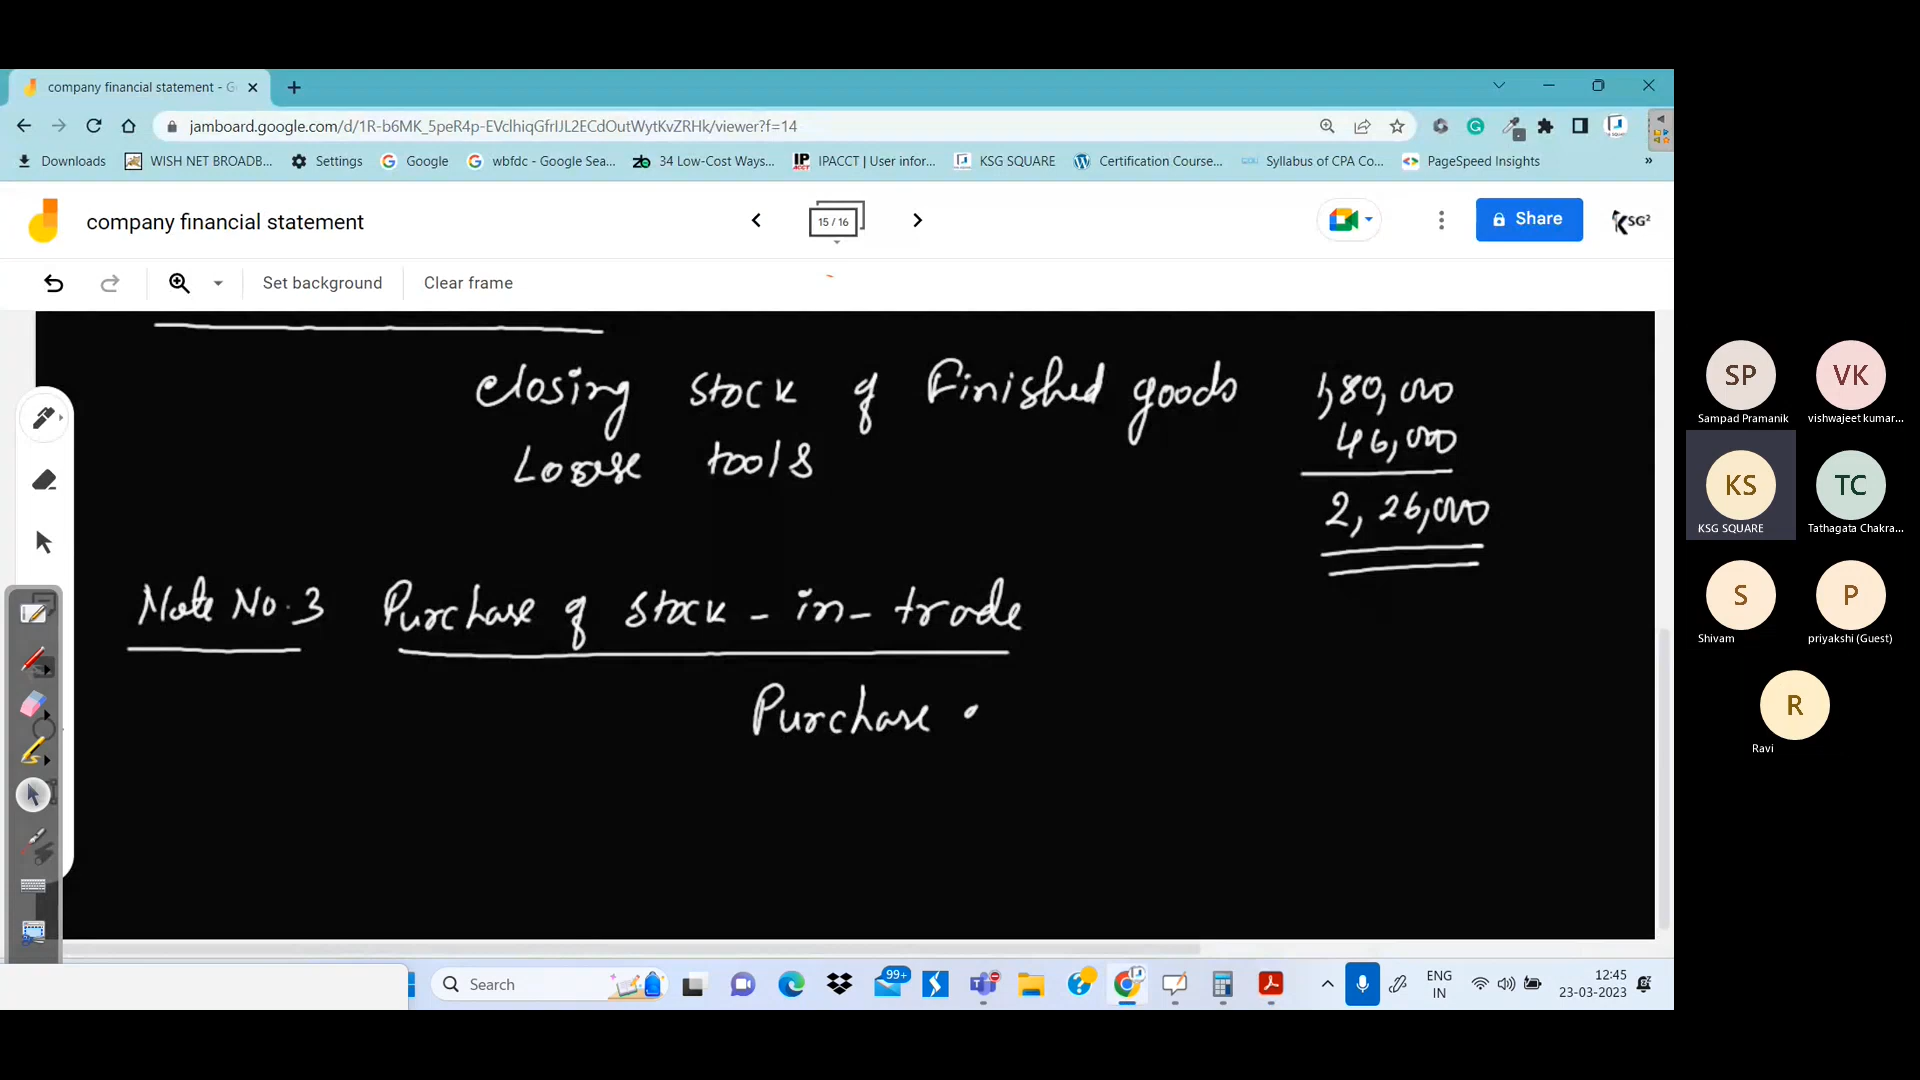 company financial statement - G
jamboard.google.com/d/1R-b6MK_5peR4p-EVclhiqGfrIJL2ECdOutWytKvZRHk/viewer?f=14
Downloads WISH NET BROADB... Settings Google wbfdc - Google Sea... 34 Low-Cost Ways... IPACCT | User infor... KSG SQUARE Certification Course... Syllabus of CPA Co... PageSpeed Insights »
company financial statement
15 / 16
Share
KSG²
Set background Clear frame
Closing stock of Finished goods 1,80,000
Loose tools 46,000
2,26,000
Note No. 3 Purchase of stock-in-trade
Purchase
SP VK
Sampad Pramanik vishwajeet kumar...
KS TC
KSG SQUARE Tathagata Chakra...
S P
Shivam priyakshi (Guest)
R
Ravi
Search
99+
ENG
IN
12:45
23-03-2023